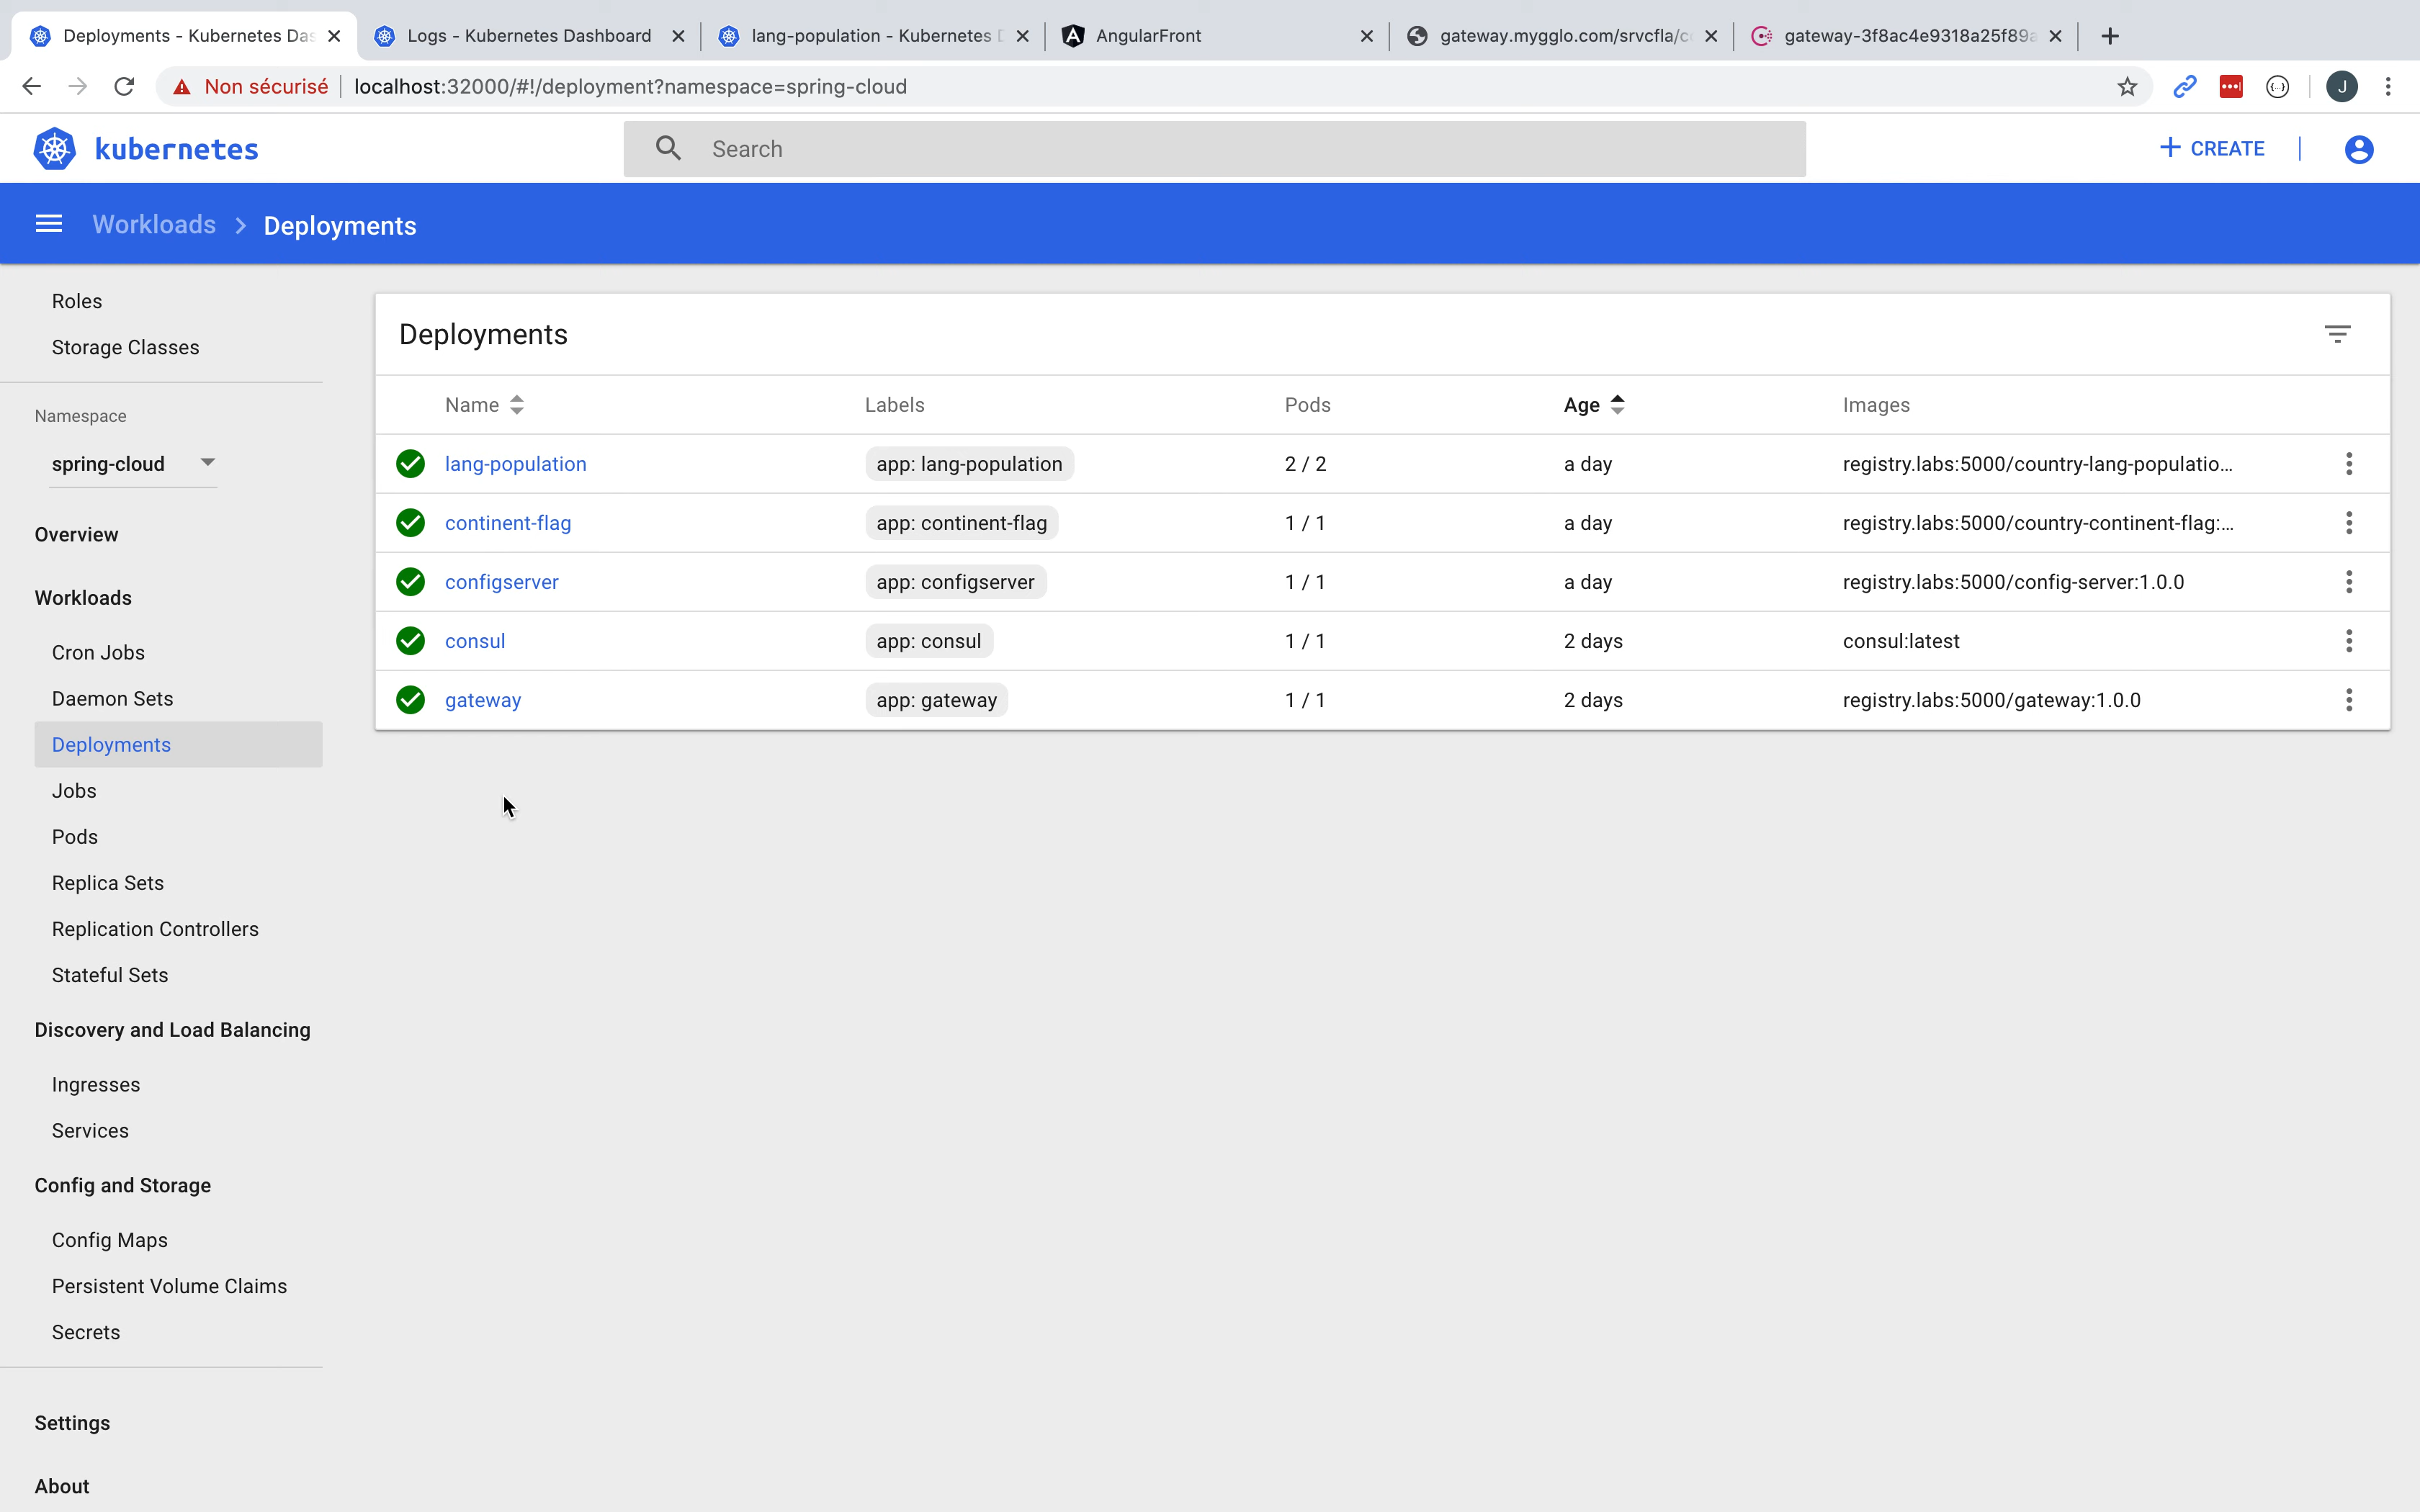 Deployments - Kubernetes Das
Logs - Kubernetes Dashboard
lang-population - Kubernetes D
AngularFront
gateway.mygglo.com/srvcfla/c
gateway-3f8ac4e9318a25f89a
Non sécurisé
localhost:32000/#!/deployment?namespace=spring-cloud
J
kubernetes
Search
CREATE
Workloads
Deployments
Roles
Storage Classes
Namespace
spring-cloud
Overview
Workloads
Cron Jobs
Daemon Sets
Deployments
Jobs
Pods
Replica Sets
Replication Controllers
Stateful Sets
Discovery and Load Balancing
Ingresses
Services
Config and Storage
Config Maps
Persistent Volume Claims
Secrets
Settings
About
Deployments
Name Labels Pods Age Images
lang-population app: lang-population 2 / 2 a day registry.labs:5000/country-lang-populatio...
continent-flag app: continent-flag 1 / 1 a day registry.labs:5000/country-continent-flag:...
configserver app: configserver 1 / 1 a day registry.labs:5000/config-server:1.0.0
consul app: consul 1 / 1 2 days consul:latest
gateway app: gateway 1 / 1 2 days registry.labs:5000/gateway:1.0.0